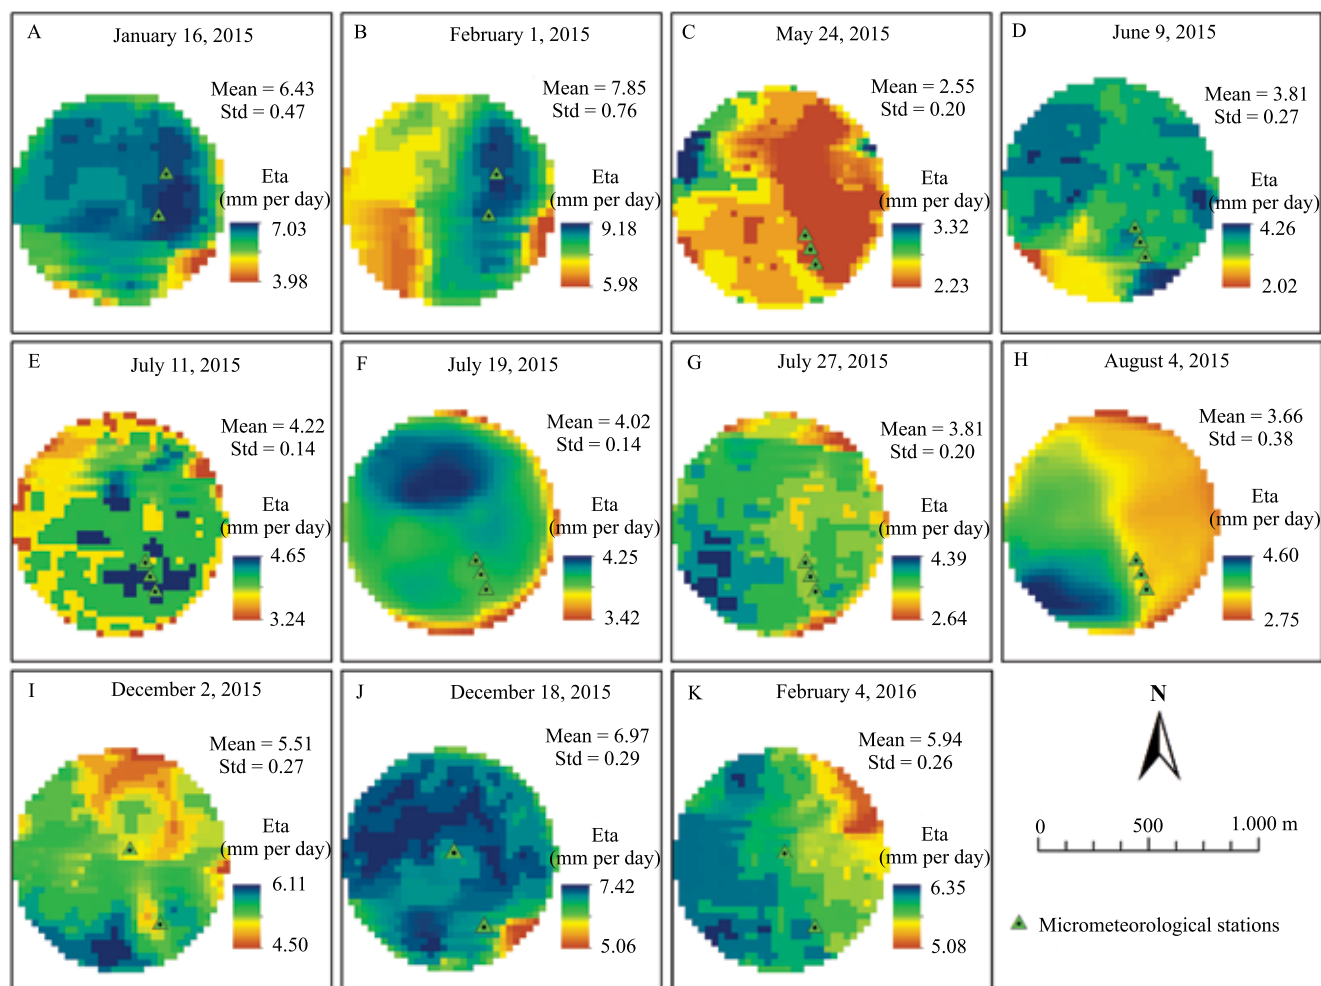 A
January 16, 2015
Mean = 6.43
Std = 0.47
Eta
(mm per day)
7.03
3.98
B
February 1, 2015
Mean = 7.85
Std = 0.76
Eta
(mm per day)
9.18
5.98
C
May 24, 2015
Mean = 2.55
Std = 0.20
Eta
(mm per day)
3.32
2.23
D
June 9, 2015
Mean = 3.81
Std = 0.27
Eta
(mm per day)
4.26
2.02
E
July 11, 2015
Mean = 4.22
Std = 0.14
Eta
(mm per day)
4.65
3.24
F
July 19, 2015
Mean = 4.02
Std = 0.14
Eta
(mm per day)
4.25
3.42
G
July 27, 2015
Mean = 3.81
Std = 0.20
Eta
(mm per day)
4.39
2.64
H
August 4, 2015
Mean = 3.66
Std = 0.38
Eta
(mm per day)
4.60
2.75
I
December 2, 2015
Mean = 5.51
Std = 0.27
Eta
(mm per day)
6.11
4.50
J
December 18, 2015
Mean = 6.97
Std = 0.29
Eta
(mm per day)
7.42
5.06
K
February 4, 2016
Mean = 5.94
Std = 0.26
Eta
(mm per day)
6.35
5.08
N
0 500 1.000 m
Micrometeorological stations